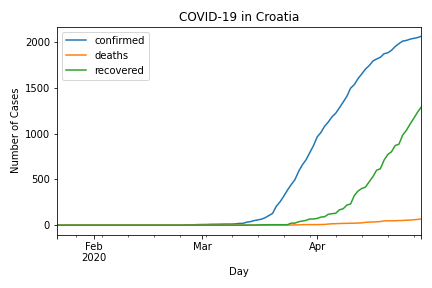 COVID-19 in Croatia
confirmed
deaths
recovered
Number of Cases
2000
1500
1000
500
0
Feb
2020
Mar
Apr
Day